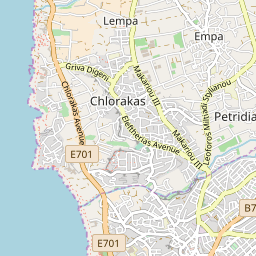 Lempa
Empa
Griva Digeni
Makariou III
Chlorakas Avenue
Chlorakas
Leoforos Miltiadi Stylianou
Petridia
Eleftherias Avenue
Makariou III
E701
E701
B7